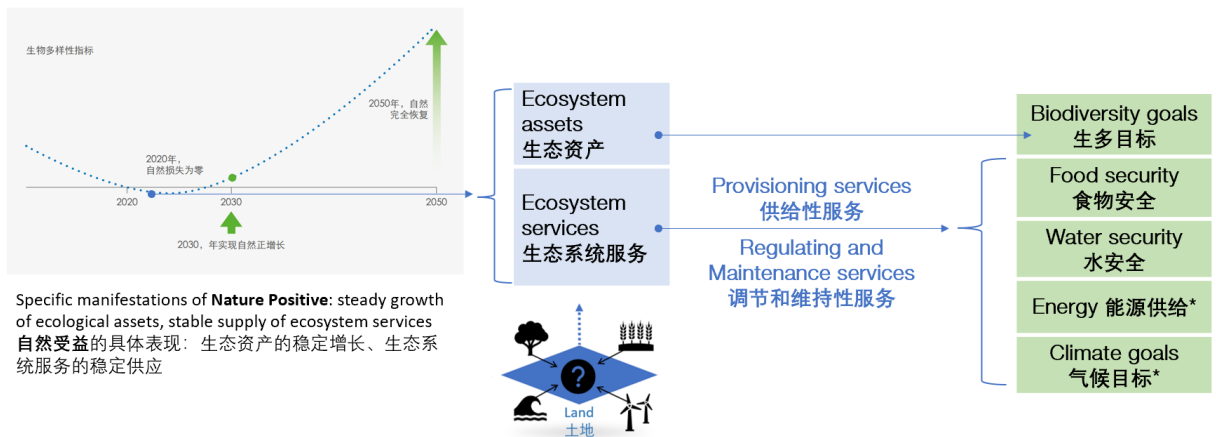 生物多样性指标
2050年，自然
完全恢复
2020年，
自然损失为零
2020
2030
2050
2030，年实现自然正增长
Specific manifestations of Nature Positive: steady growth
of ecological assets, stable supply of ecosystem services
自然受益的具体表现：生态资产的稳定增长、生态系
统服务的稳定供应
Ecosystem
assets
生态资产
Ecosystem
services
生态系统服务
?
Land
土地
Provisioning services
供给性服务
Regulating and
Maintenance services
调节和维持性服务
Biodiversity goals
生多目标
Food security
食物安全
Water security
水安全
Energy 能源供给*
Climate goals
气候目标*